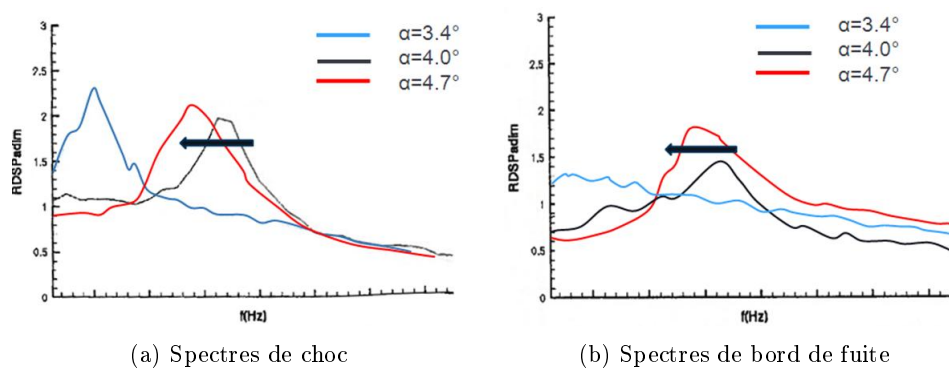 α=3.4°
α=4.0°
α=4.7°
3
2.5
2
1.5
1
0.5
0
RDSPadim
f(Hz)
(a) Spectres de choc
α=3.4°
α=4.0°
α=4.7°
3
2.5
2
1.5
1
0.5
0
RDSPadim
f(Hz)
(b) Spectres de bord de fuite